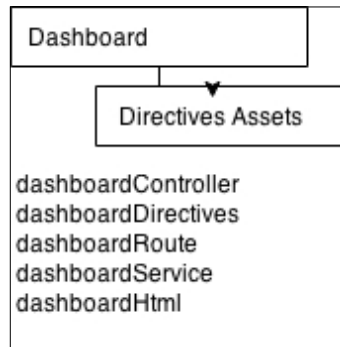 Dashboard
Directives Assets
dashboardController
dashboardDirectives
dashboardRoute
dashboardService
dashboardHtml